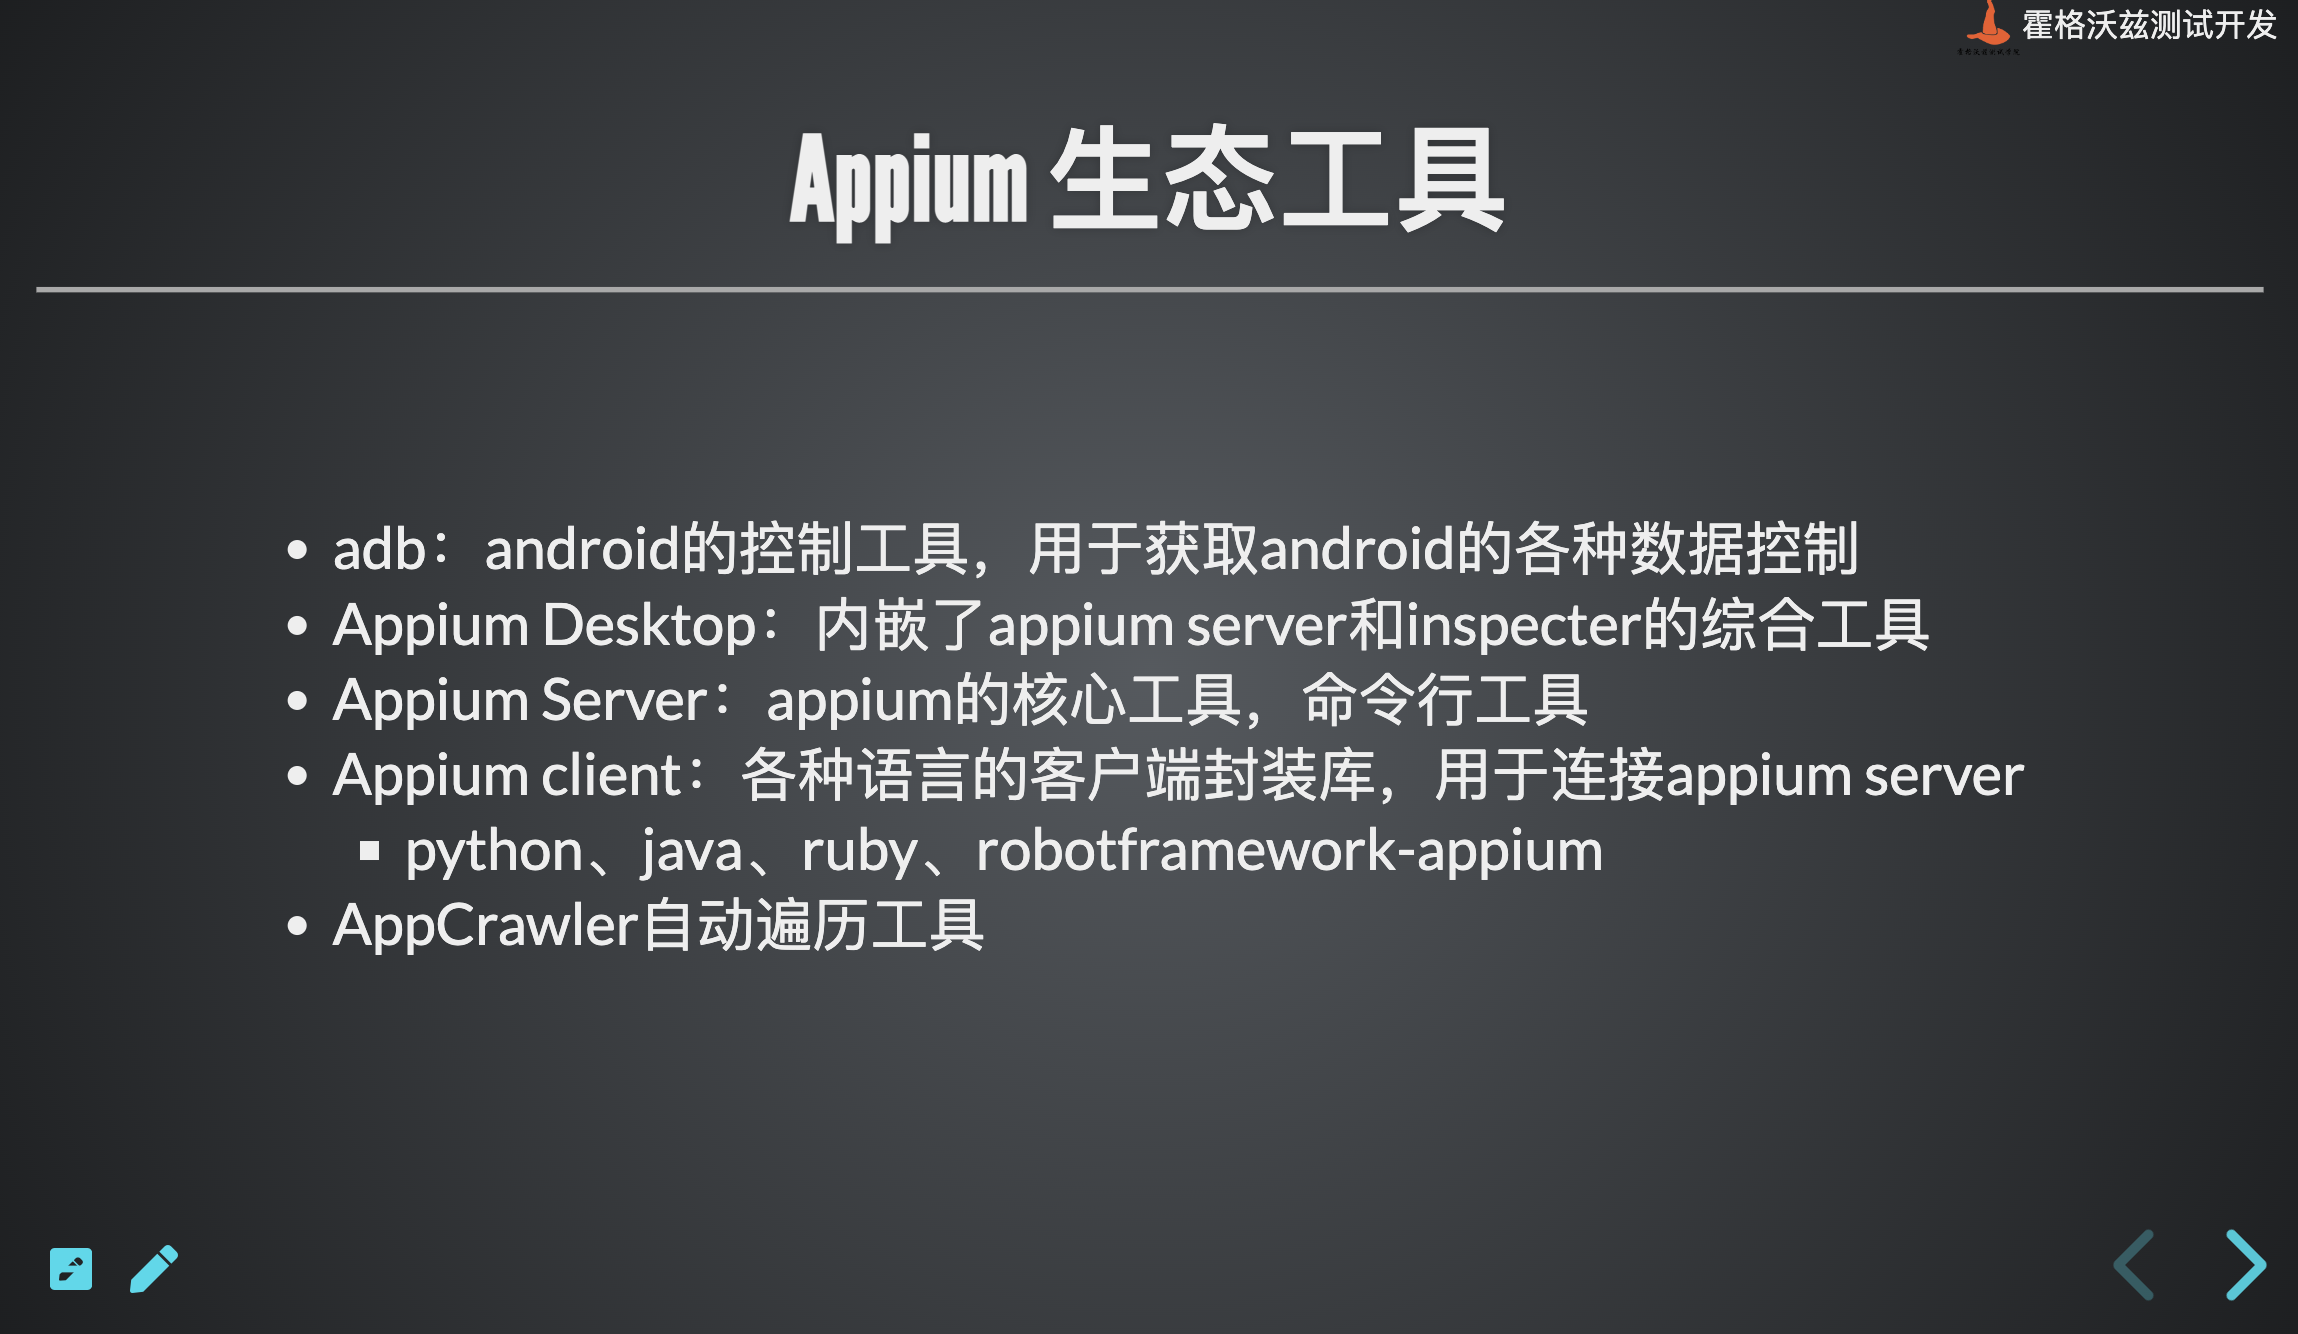 霍格沃兹测试开发
Appium 生态工具
adb：android的控制工具，用于获取android的各种数据控制
Appium Desktop：内嵌了appium server和inspecter的综合工具
Appium Server：appium的核心工具，命令行工具
Appium client：各种语言的客户端封装库，用于连接appium server
python、java、ruby、robotframework-appium
AppCrawler自动遍历工具